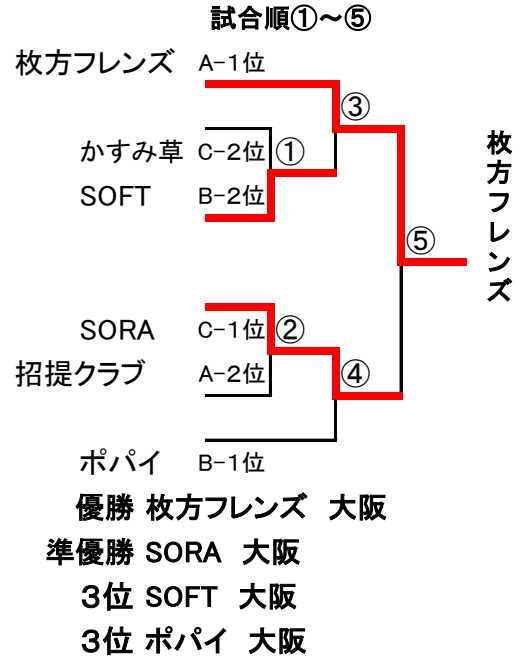 試合順①～⑤
枚方フレンズ A-1位
③
かすみ草 C-2位 ①
SOFT B-2位
枚方フレンズ
⑤
SORA C-1位 ②
招提クラブ A-2位 ④
ポパイ B-1位
優勝 枚方フレンズ 大阪
準優勝 SORA 大阪
3位 SOFT 大阪
3位 ポパイ 大阪